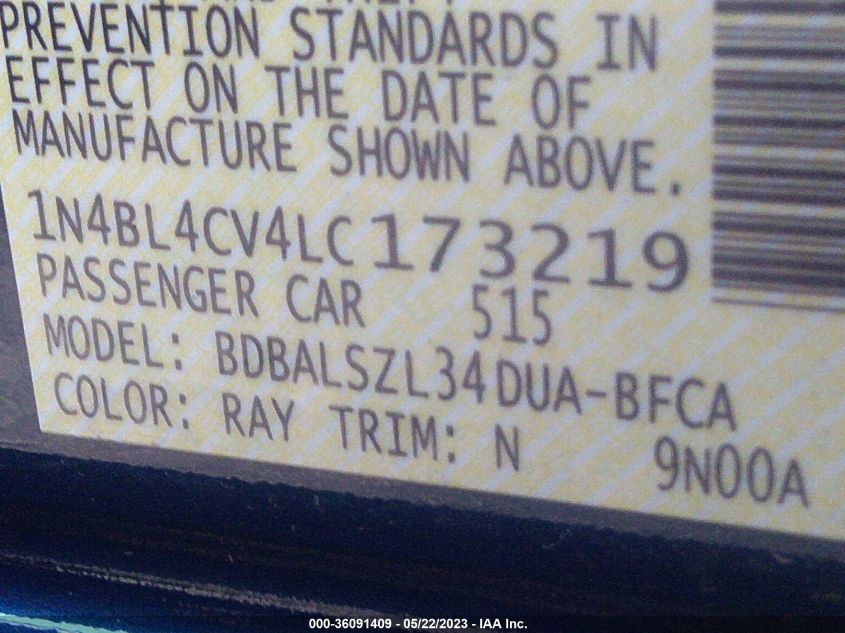 PREVENTION STANDARDS IN
EFFECT ON THE DATE OF
MANUFACTURE SHOWN ABOVE.
1N4BL4CV4LC173219
PASSENGER CAR 515
MODEL: BDBALSZL34DUA-BFCA
COLOR: RAY TRIM: N 9N00A
000-36091409 - 05/22/2023 - IAA Inc.